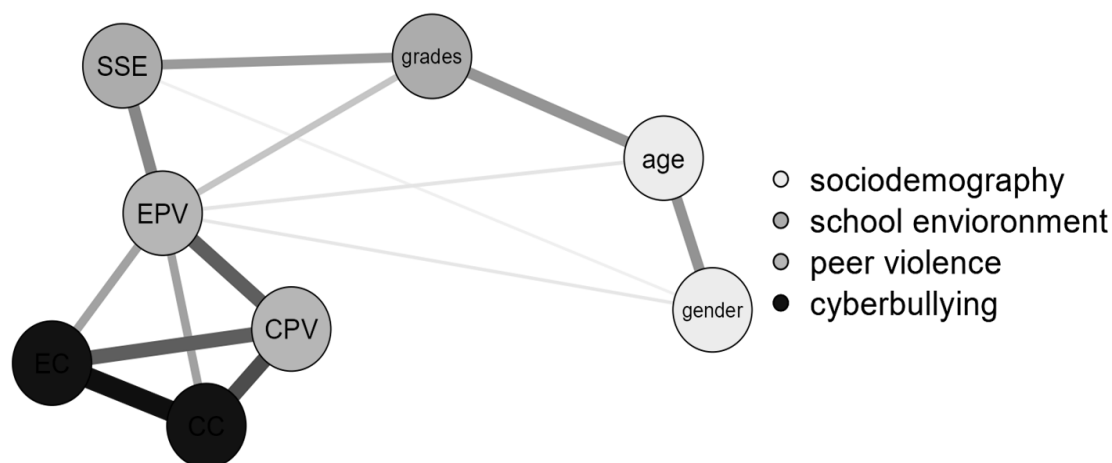 SSE
grades
age
EPV
gender
CPV
EC
CC
sociodemography
school envioronment
peer violence
cyberbullying